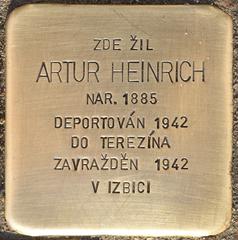 ZDE ŽIL
ARTUR HEINRICH
NAR. 1885
DEPORTOVÁN 1942
DO TEREZÍNA
ZAVRAŽDĚN 1942
V IZBICI